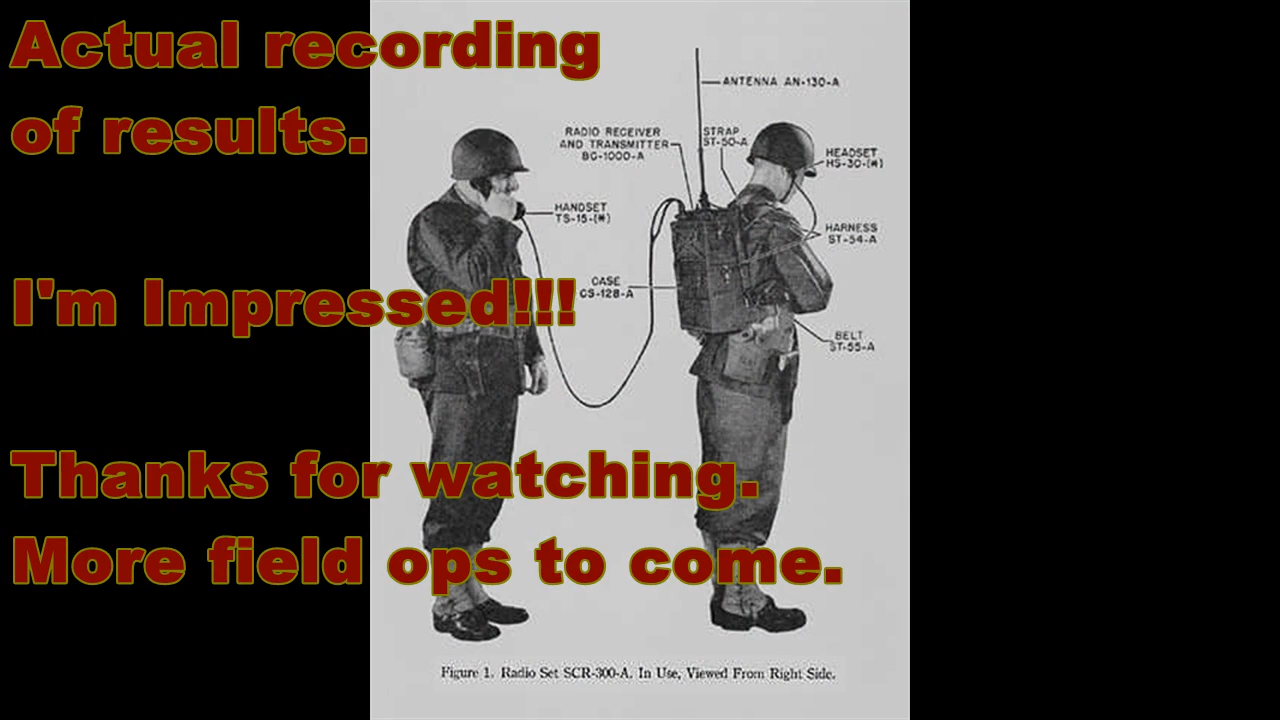 Actual recording
of results.
I'm Impressed!!!
Thanks for watching.
More field ops to come.
ANTENNA AN-130-A
RADIO RECEIVER
AND TRANSMITTER
BC-1000-A
STRAP
ST-50-A
HEADSET
HS-30-(*)
HANDSET
TS-15-(*)
HARNESS
ST-54-A
CASE
CS-128-A
BELT
ST-55-A
Figure 1. Radio Set SCR-300-A, In Use, Viewed From Right Side.